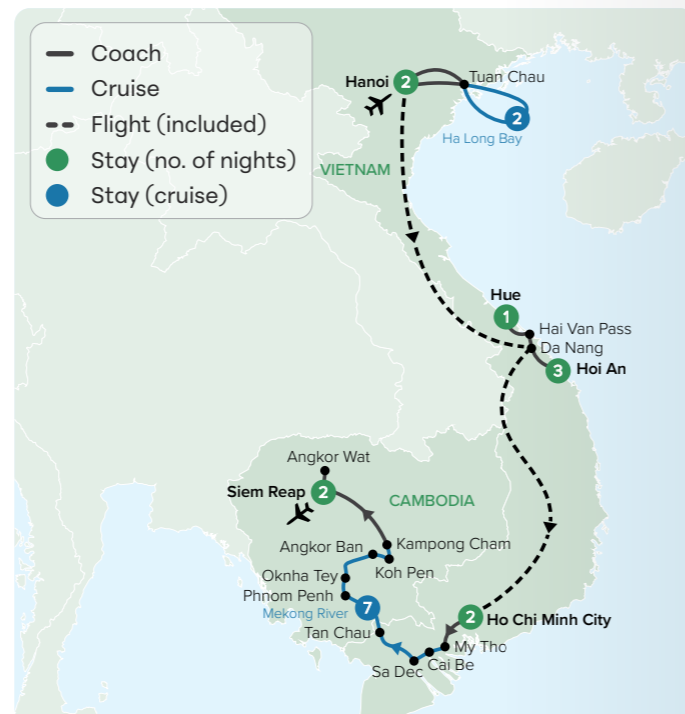 Coach
Cruise
Flight (included)
Stay (no. of nights)
Stay (cruise)
Hanoi
2
Tuan Chau
2
Ha Long Bay
VIETNAM
Hue
1
Hai Van Pass
Da Nang
3
Hoi An
Angkor Wat
Siem Reap
2
CAMBODIA
Angkor Ban
Kampong Cham
Koh Pen
Oknha Tey
Phnom Penh
Mekong River
7
2
Ho Chi Minh City
Tan Chau
My Tho
Cai Be
Sa Dec